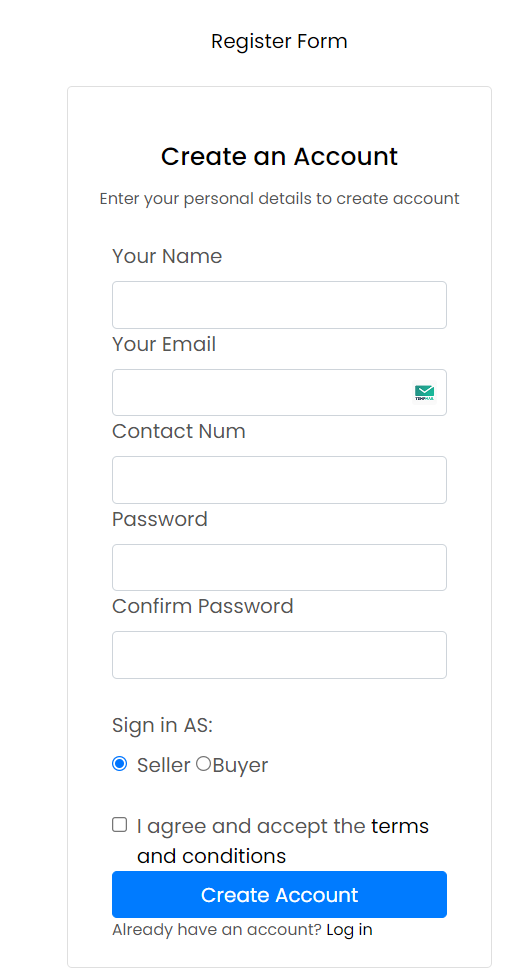 Register Form
Create an Account
Enter your personal details to create account
Your Name
Your Email
TEMPMAIL
Contact Num
Password
Confirm Password
Sign in AS:
Seller Buyer
I agree and accept the terms
and conditions
Create Account
Already have an account? Log in